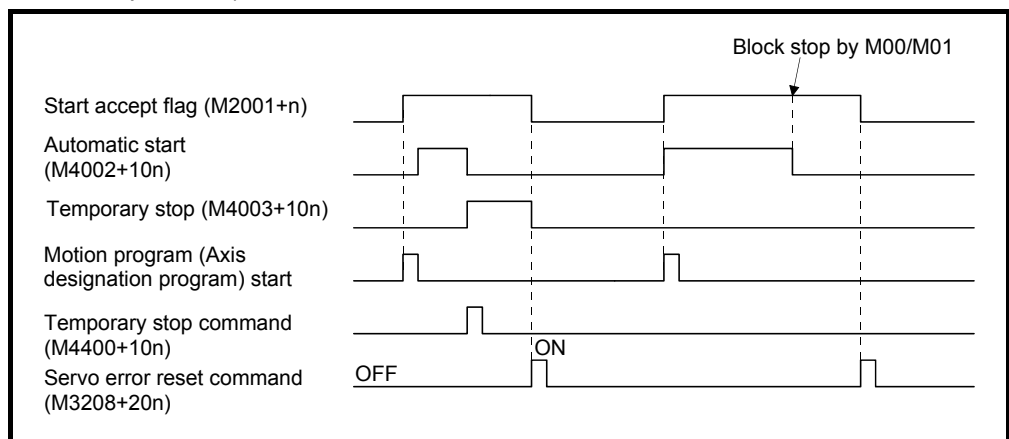 Block stop by M00/M01
Start accept flag (M2001+n)
Automatic start
(M4002+10n)
Temporary stop (M4003+10n)
Motion program (Axis
designation program) start
Temporary stop command
(M4400+10n)
ON
Servo error reset command
OFF
(M3208+20n)